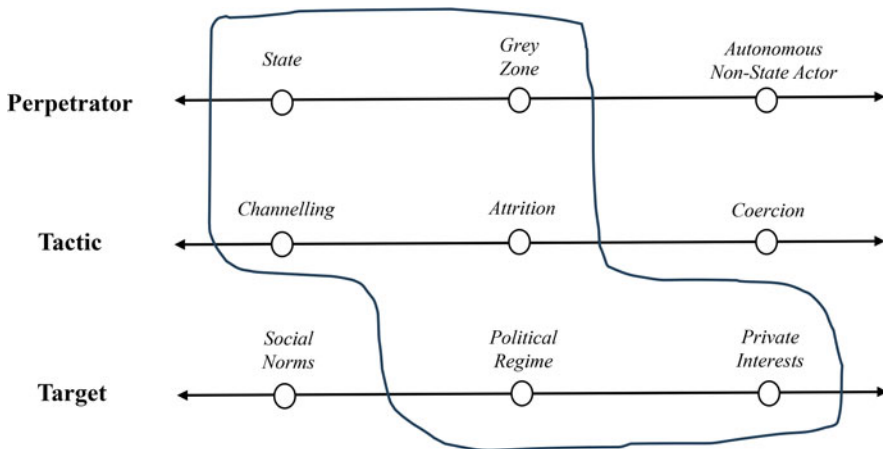 State
Grey
Zone
Autonomous
Non-State Actor
Perpetrator
Channelling
Attrition
Coercion
Tactic
Social
Norms
Political
Regime
Private
Interests
Target